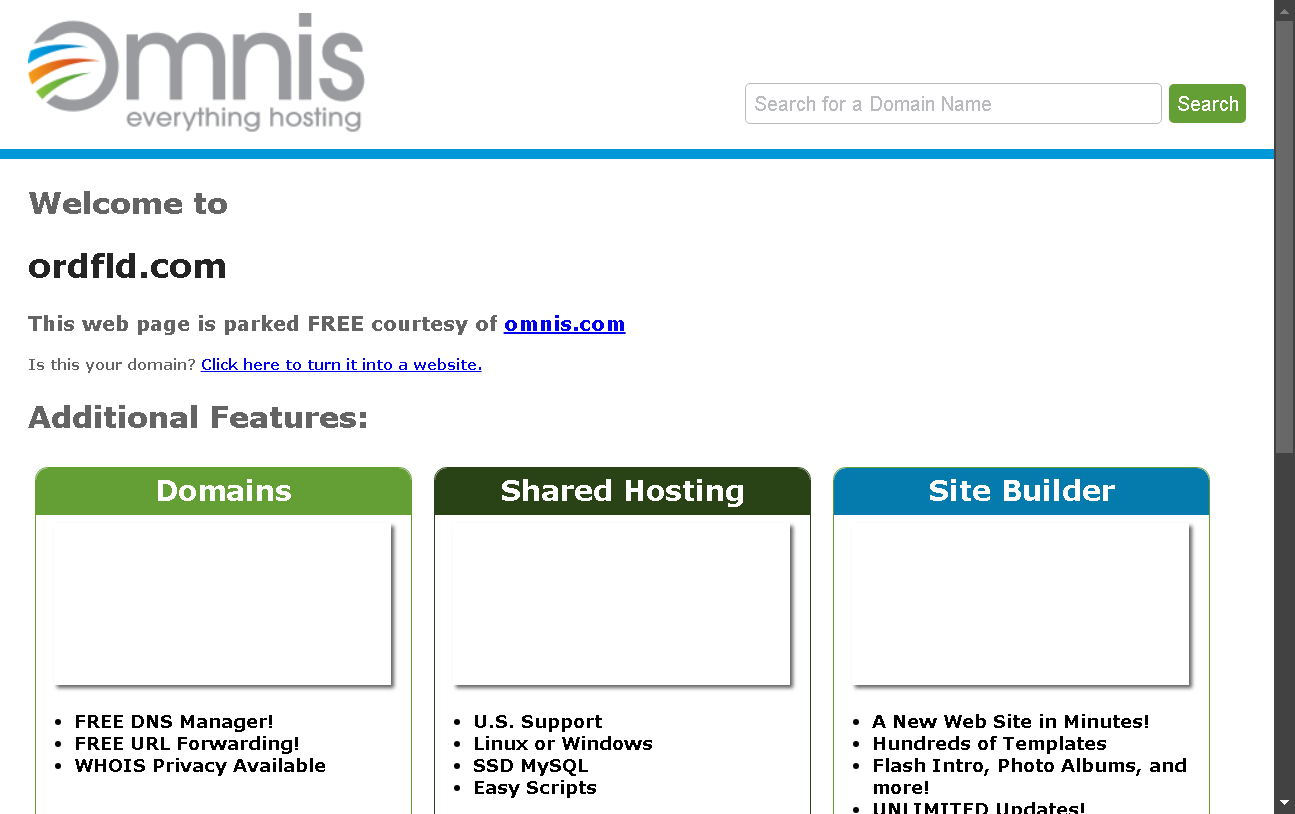 Omnis
everything hosting
Search for a Domain Name
Search
Welcome to
ordfld.com
This web page is parked FREE courtesy of omnis.com
Is this your domain? Click here to turn it into a website.
Additional Features:
Domains
FREE DNS Manager!
FREE URL Forwarding!
WHOIS Privacy Available
Shared Hosting
U.S. Support
Linux or Windows
SSD MySQL
Easy Scripts
Site Builder
A New Web Site in Minutes!
Hundreds of Templates
Flash Intro, Photo Albums, and
more!
UNLIMITED Updates!